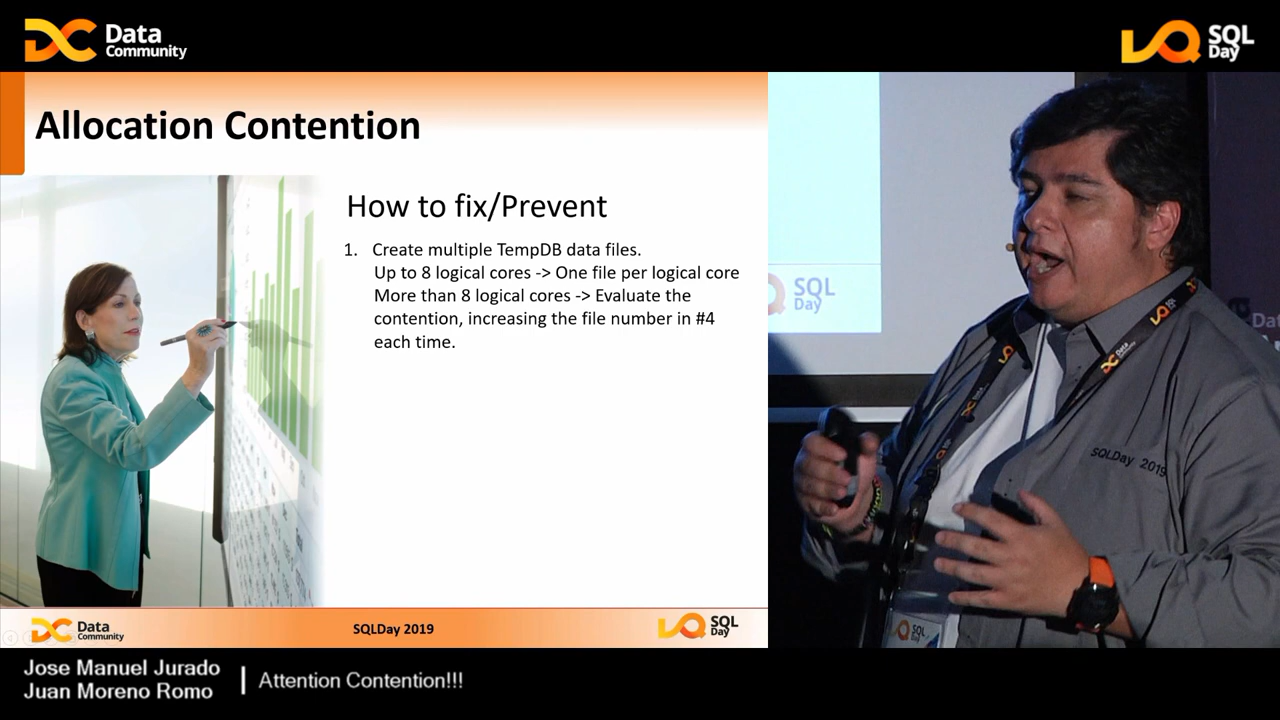 Data
Community
SQL
Day
Allocation Contention
How to fix/Prevent
1. Create multiple TempDB data files.
Up to 8 logical cores -> One file per logical core
More than 8 logical cores -> Evaluate the
contention, increasing the file number in #4
each time.
SQL
Day
SQLDay 2019
Data
Community
SQLDay 2019
SQL
Day
Jose Manuel Jurado
Juan Moreno Romo
Attention Contention!!!